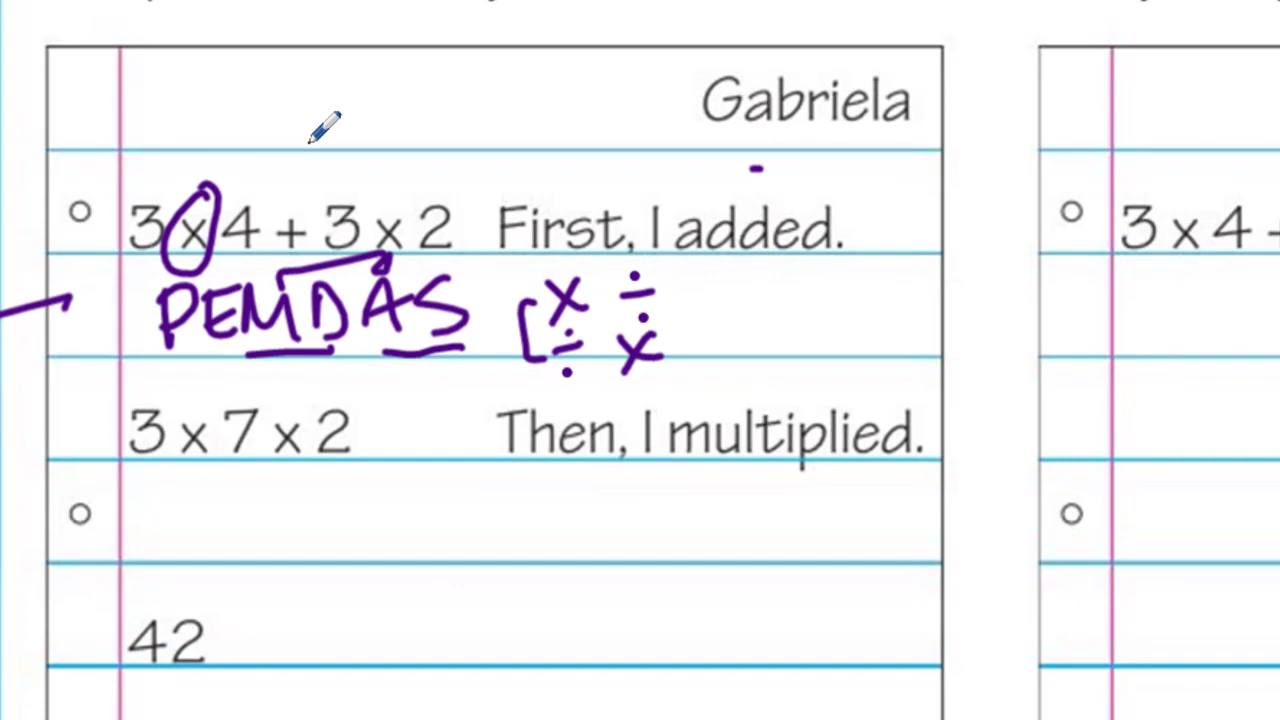 Gabriela
3 x 4 + 3 x 2 First, I added.
3 x 4 +
PEMDAS [ x ÷
÷ x
3 x 7 x 2 Then, I multiplied.
42